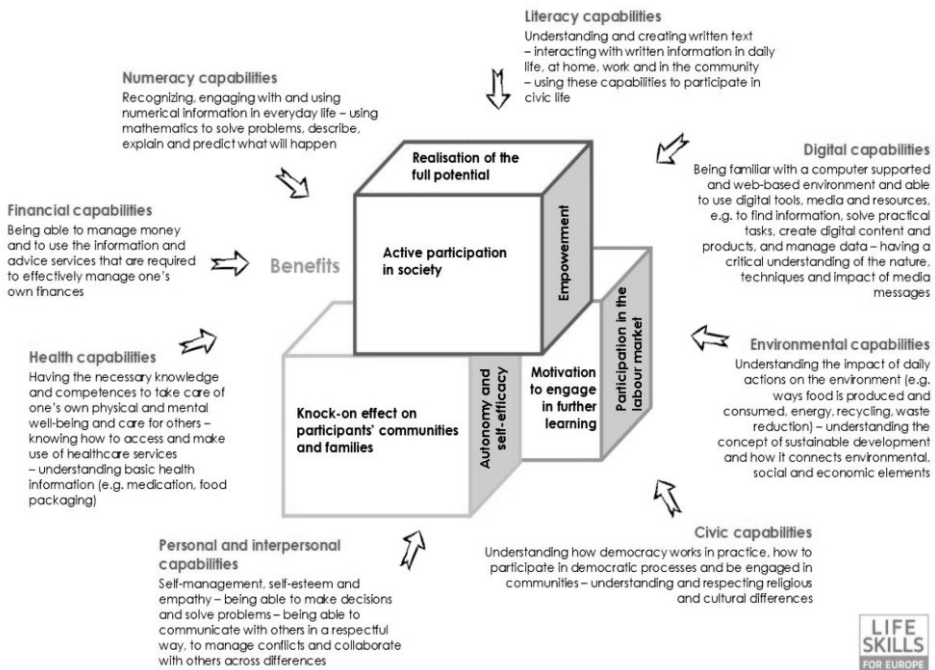 Literacy capabilities
Understanding and creating written text
– interacting with written information in daily
life, at home, work and in the community
– using these capabilities to participate in
civic life
Numeracy capabilities
Recognizing, engaging with and using
numerical information in everyday life – using
mathematics to solve problems, describe,
explain and predict what will happen
Digital capabilities
Being familiar with a computer supported
and web-based environment and able
to use digital tools, media and resources,
e.g. to find information, solve practical
tasks, create digital content and
products, and manage data – having a
critical understanding of the nature,
techniques and impact of media
messages
Financial capabilities
Being able to manage money
and to use the information and
advice services that are required
to effectively manage one's
own finances
Benefits
Realisation of the
full potential
Active participation
in society
Empowerment
Knock-on effect on
participants' communities
and families
Autonomy and
self-efficacy
Motivation
to engage
in further
learning
Participation in the
labour market
Health capabilities
Having the necessary knowledge
and competences to take care of
one's own physical and mental
well-being and care for others –
knowing how to access and make
use of healthcare services
– understanding basic health
information (e.g. medication, food
packaging)
Environmental capabilities
Understanding the impact of daily
actions on the environment (e.g.
ways food is produced and
consumed, energy, recycling, waste
reduction) – understanding the
concept of sustainable development
and how it connects environmental,
social and economic elements
Personal and interpersonal
capabilities
Self-management, self-esteem and
empathy – being able to make decisions
and solve problems – being able to
communicate with others in a respectful
way, to manage conflicts and collaborate
with others across differences
Civic capabilities
Understanding how democracy works in practice, how to
participate in democratic processes and be engaged in
communities – understanding and respecting religious
and cultural differences
LIFE
SKILLS
FOR EUROPE